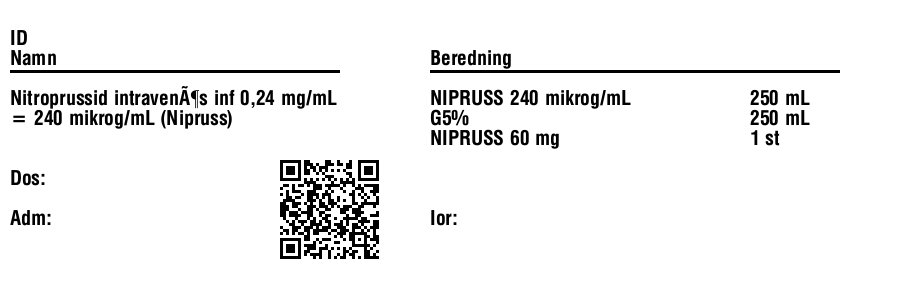 ID
Namn
Beredning
Nitroprussid intravenÃ¶s inf 0,24 mg/mL
= 240 mikrog/mL (Nipruss)
NIPRUSS 240 mikrog/mL 250 mL
G5% 250 mL
NIPRUSS 60 mg 1 st
Dos:
Adm:
Ior: